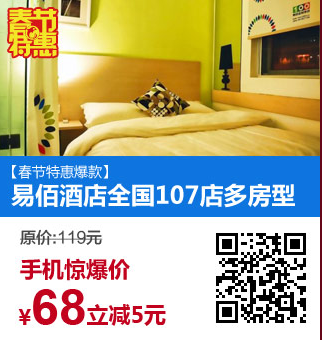 春节
特惠
【春节特惠爆款】
易佰酒店全国107店多房型
原价:119元
手机惊爆价
¥68立减5元